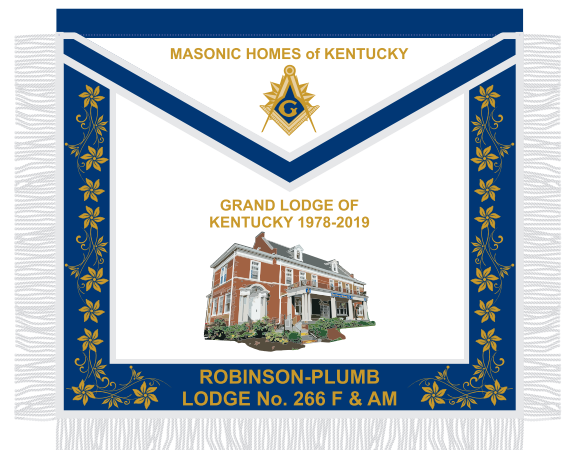 MASONIC HOMES of KENTUCKY
G
GRAND LODGE OF
KENTUCKY 1978-2019
ROBINSON-PLUMB
LODGE No. 266 F & AM